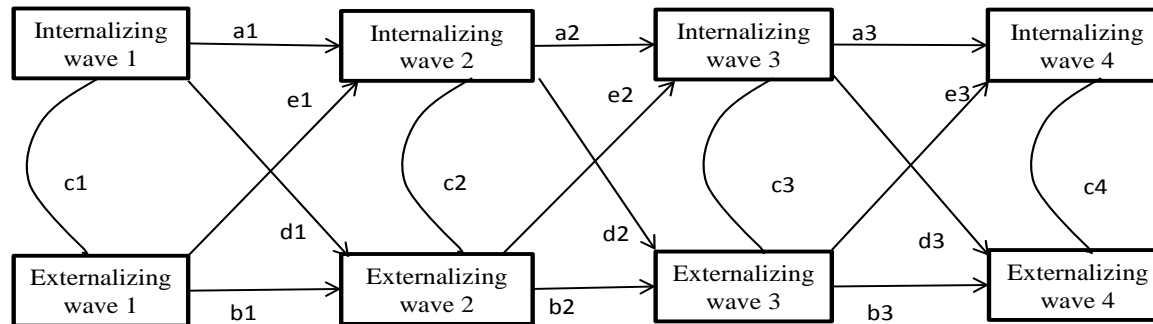 Internalizing
wave 1
a1
Internalizing
wave 2
a2
Internalizing
wave 3
a3
Internalizing
wave 4
e1
e2
e3
c1
c2
c3
c4
d1
d2
d3
Externalizing
wave 1
b1
Externalizing
wave 2
b2
Externalizing
wave 3
b3
Externalizing
wave 4